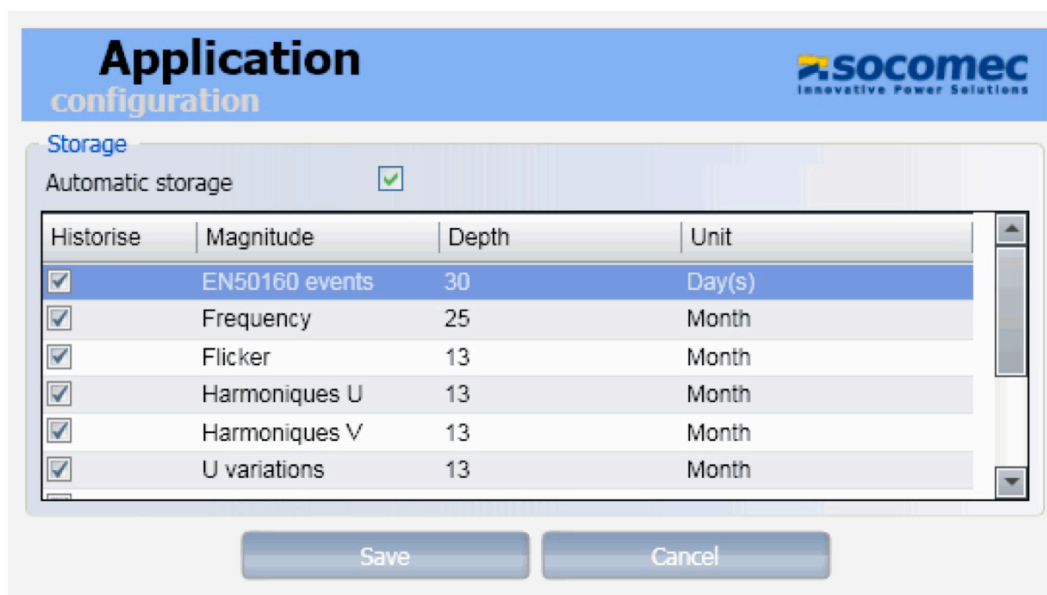 Application
configuration
socomec
Innovative Power Solutions
Storage
Automatic storage
Historise Magnitude Depth Unit
EN50160 events 30 Day(s)
Frequency 25 Month
Flicker 13 Month
Harmoniques U 13 Month
Harmoniques V 13 Month
U variations 13 Month
Save Cancel